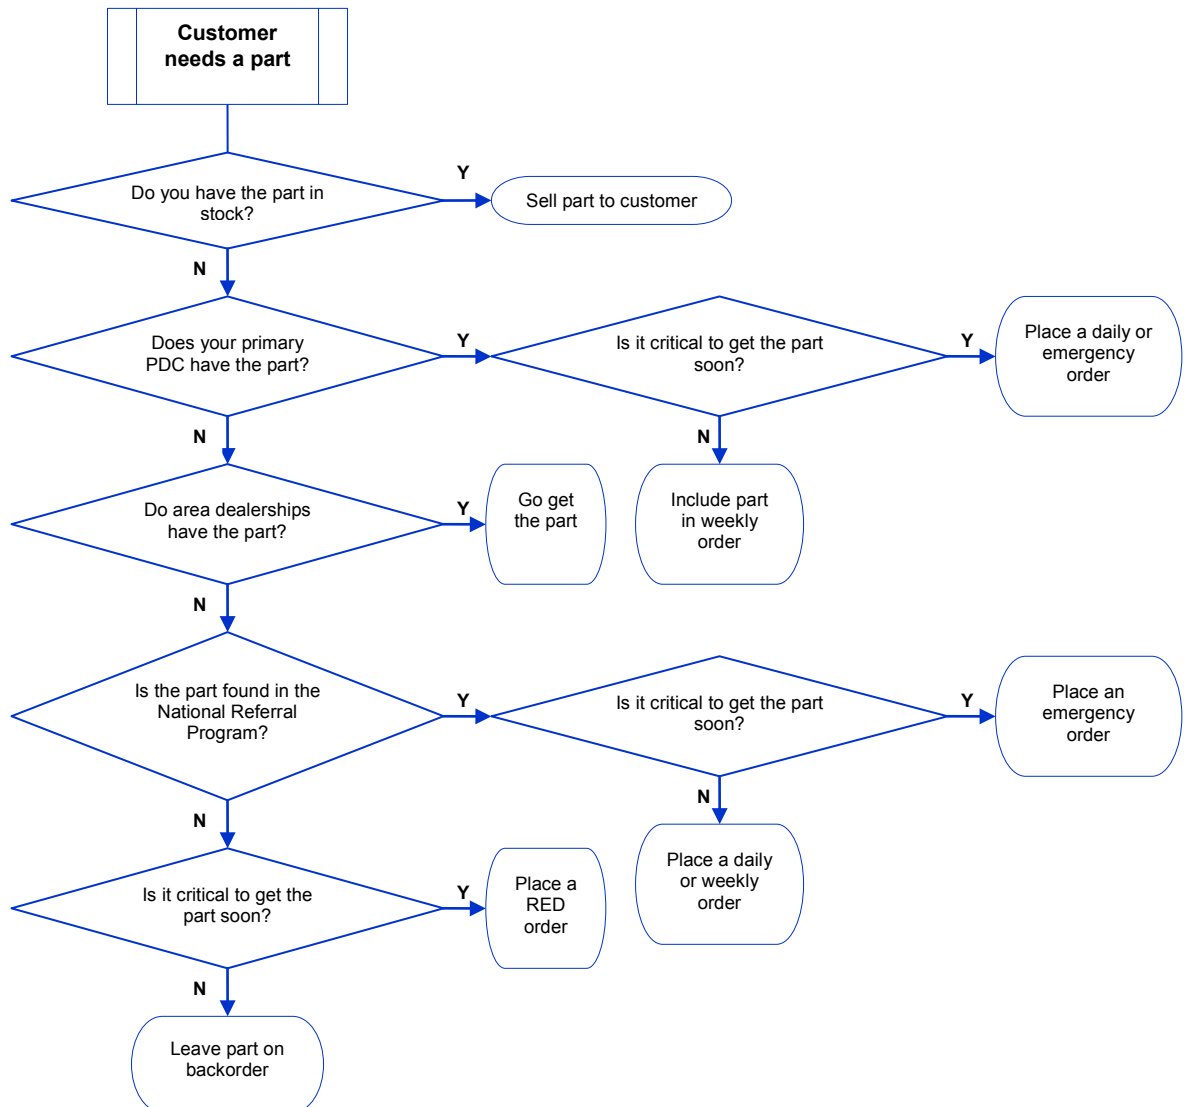 Customer
needs a part
Do you have the part in
stock?
Y
Sell part to customer
N
Does your primary
PDC have the part?
Y
Is it critical to get the part
soon?
Y
Place a daily or
emergency
order
N
N
Do area dealerships
have the part?
Y
Go get
the part
Include part
in weekly
order
N
Is the part found in the
National Referral
Program?
Y
Is it critical to get the part
soon?
Y
Place an
emergency
order
N
N
Is it critical to get the
part soon?
Y
Place a
RED
order
Place a daily
or weekly
order
N
Leave part on
backorder